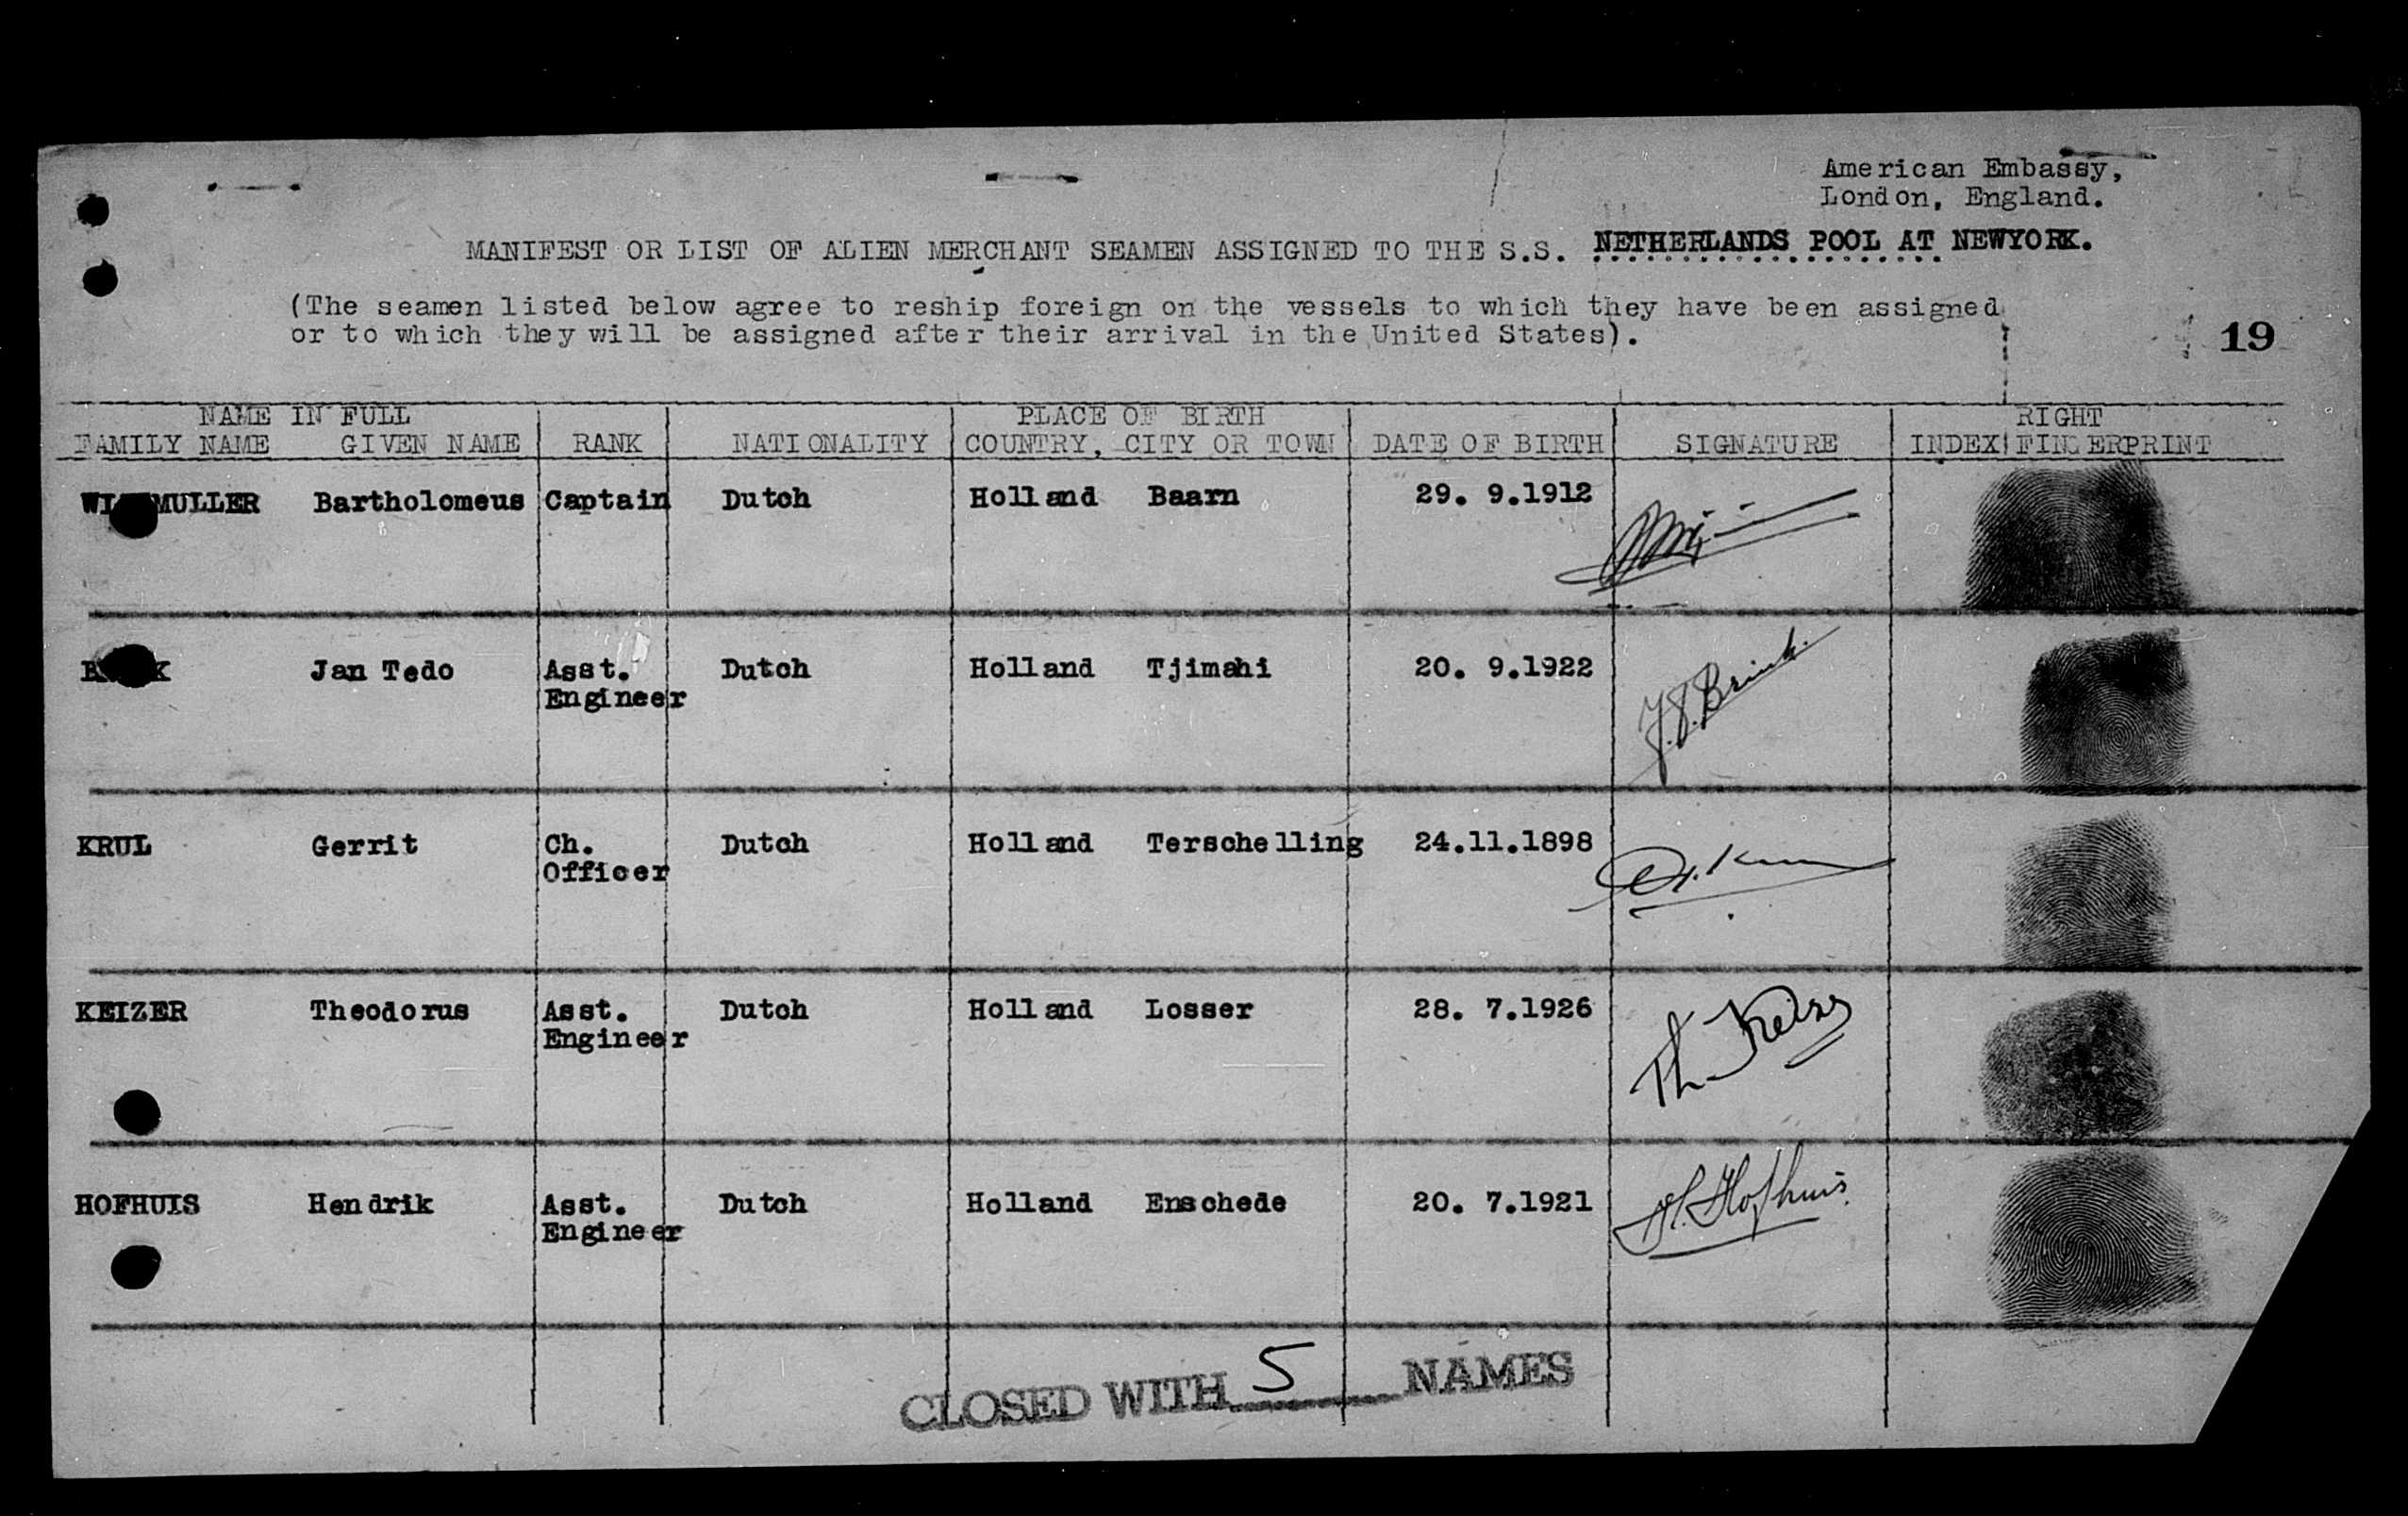 American Embassy,
London, England.
MANIFEST OR LIST OF ALIEN MERCHANT SEAMEN ASSIGNED TO THE S.S. NETHERLANDS POOL AT NEWYORK.
(The seamen listed below agree to reship foreign on the vessels to which they have been assigned
or to which they will be assigned after their arrival in the United States).
19
NAME IN FULL PLACE OF BIRTH RIGHT
FAMILY NAME GIVEN NAME RANK NATIONALITY COUNTRY, CITY OR TOWN DATE OF BIRTH SIGNATURE INDEX FINGERPRINT
Bartholomeus Captain Dutch Holland Baarn 29. 9.1912
Jan Tedo Asst. Dutch Holland Tjimahi 20. 9.1922
Engineer
Brink
KRUL Gerrit Ch. Dutch Holland Terschelling 24.11.1898
Officer
KEIZER Theodorus Asst. Dutch Holland Losser 28. 7.1926
Engineer
Th. Keizer
HOFHUIS Hendrik Asst. Dutch Holland Enschede 20. 7.1921
Engineer
H. Hofhuis
CLOSED WITH 5 NAMES